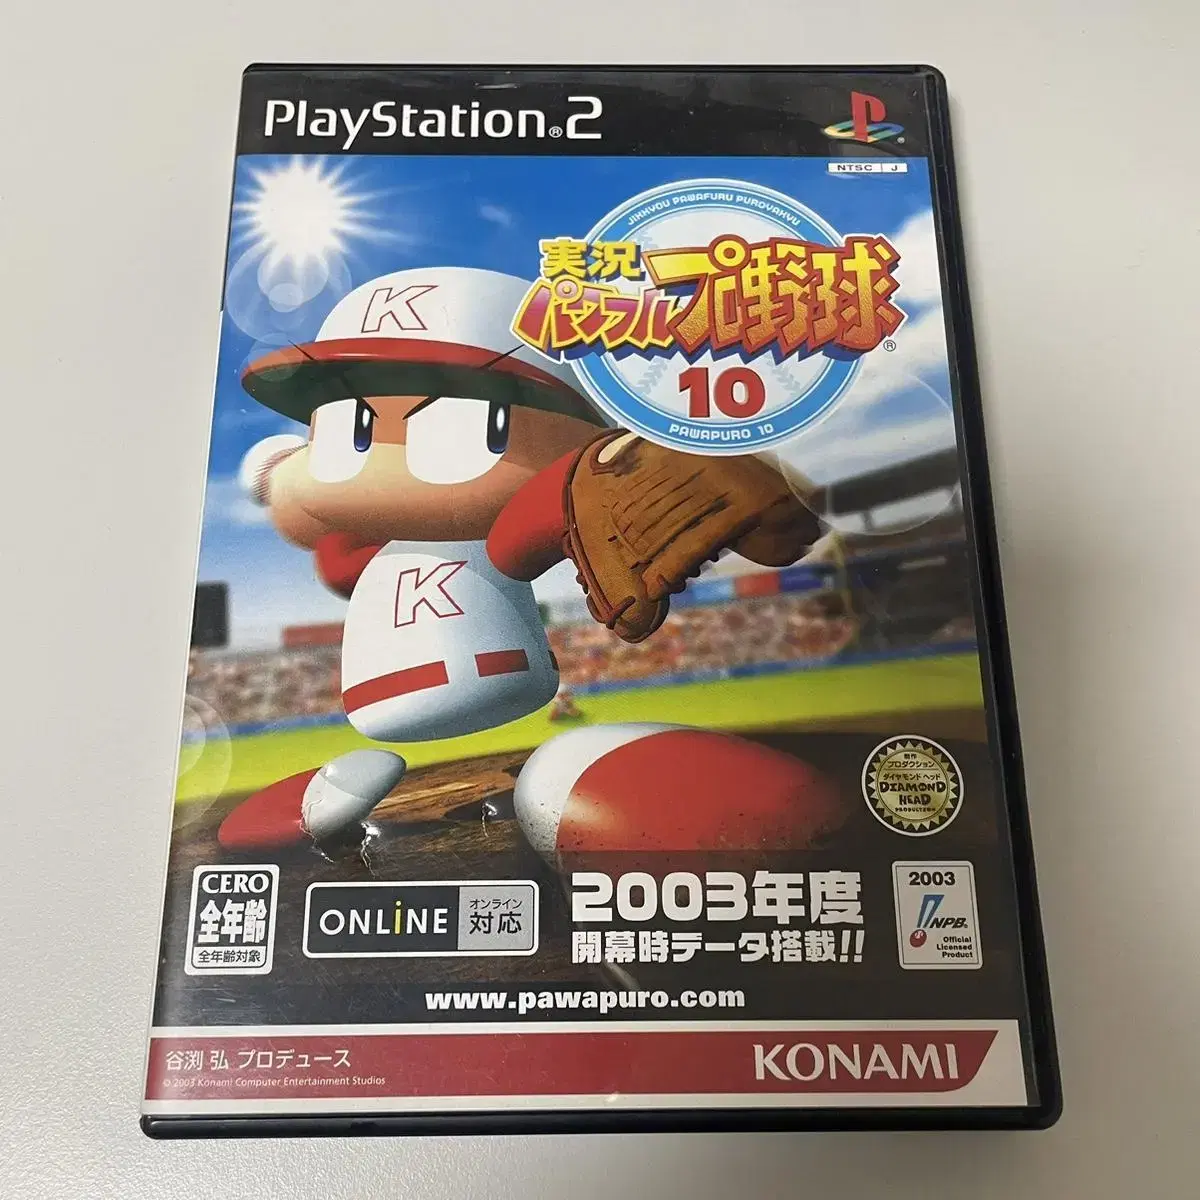 PlayStation®2
NTSC J
JIKKYOU PAWAFURU PUROYAKYU
実況
パワフルプロ野球®
10
PAWAPURO 10
K
K
制作
プロダクション
ダイヤモンドヘッド
DIAMOND
HEAD
PRODUCTION
CERO
全年齢
全年齢対象
ONLiNE オンライン
対応
2003年度
開幕時データ搭載!!
2003
NPB®
Official
Licensed
Product
www.pawapuro.com
谷渕 弘 プロデュース
© 2003 Konami Computer Entertainment Studios
KONAMI